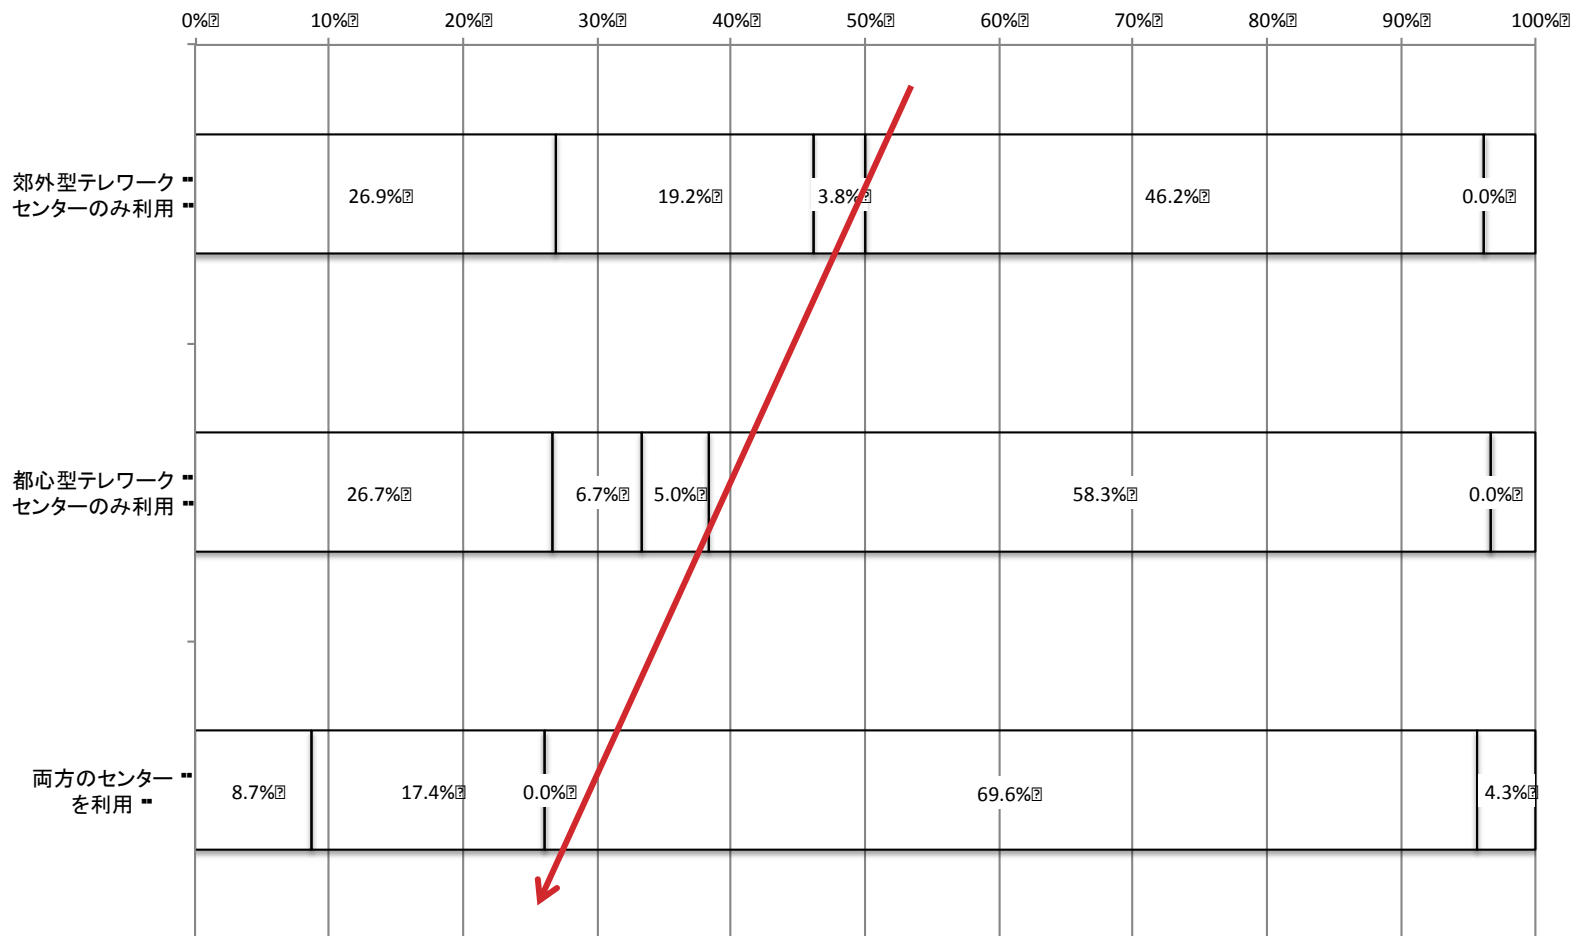 0% 10% 20% 30% 40% 50% 60% 70% 80% 90% 100%
郊外型テレワーク
センターのみ利用
26.9% 19.2% 3.8% 46.2% 0.0%
都心型テレワーク
センターのみ利用
26.7% 6.7% 5.0% 58.3% 0.0%
両方のセンター
を利用
8.7% 17.4% 0.0% 69.6% 4.3%